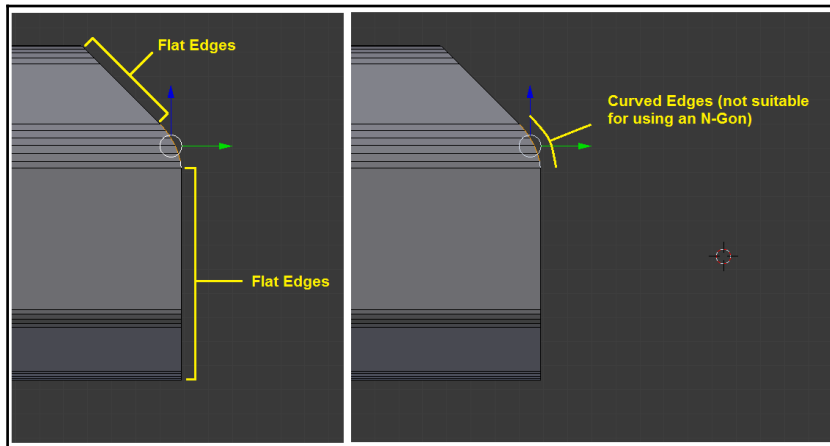 Flat Edges
Flat Edges
Curved Edges (not suitable
for using an N-Gon)